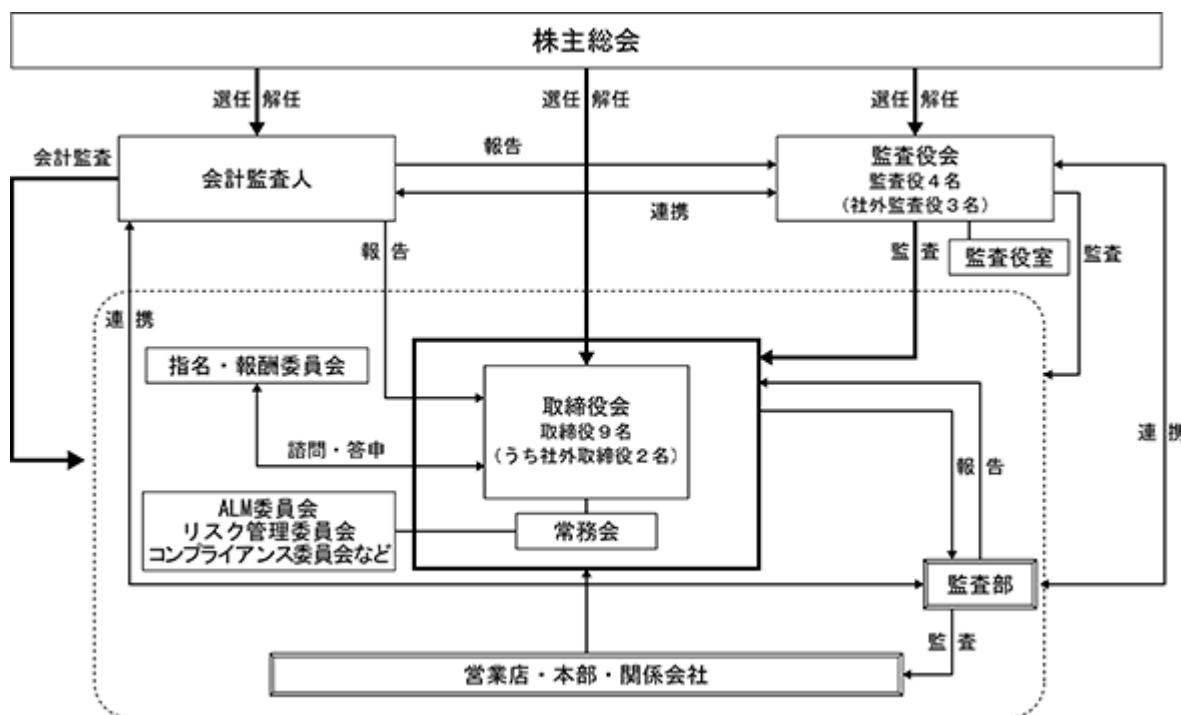 株主総会
選任 解任
選任 解任
選任 解任
会計監査
会計監査人
報告
連携
監査役会
監査役4名
(社外監査役3名)
報告
監査
監査役室
監査
連携
指名・報酬委員会
諮問・答申
取締役会
取締役9名
(うち社外取締役2名)
常務会
ALM委員会
リスク管理委員会
コンプライアンス委員会など
報告
連携
監査部
監査
営業店・本部・関係会社